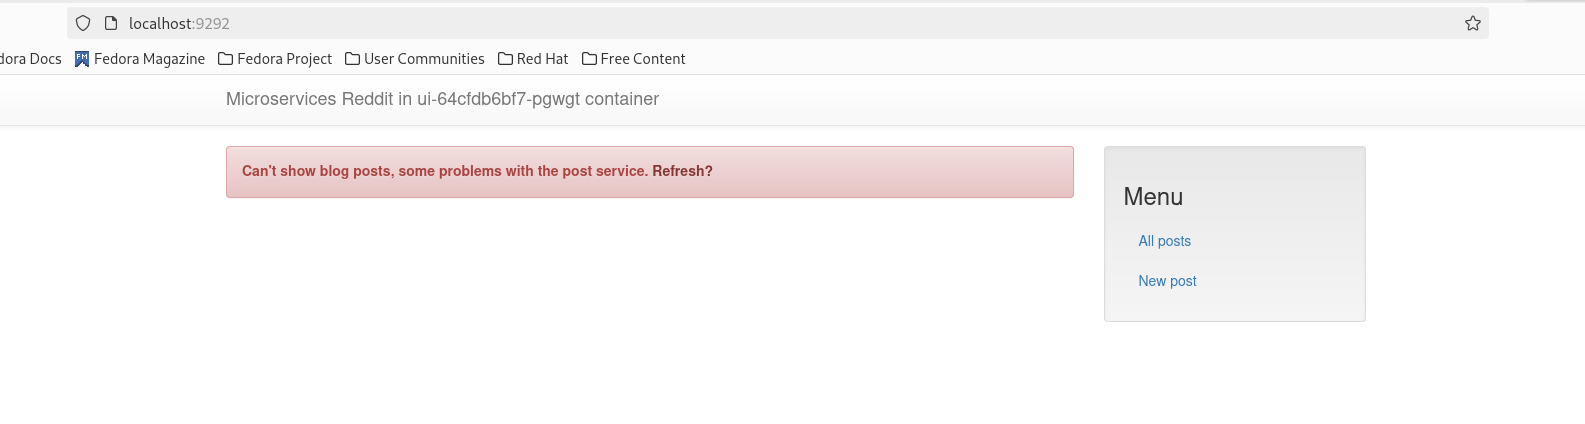 localhost:9292
dora Docs Fedora Magazine Fedora Project User Communities Red Hat Free Content
Microservices Reddit in ui-64cfdb6bf7-pgwgt container
Can't show blog posts, some problems with the post service. Refresh?
Menu
All posts
New post